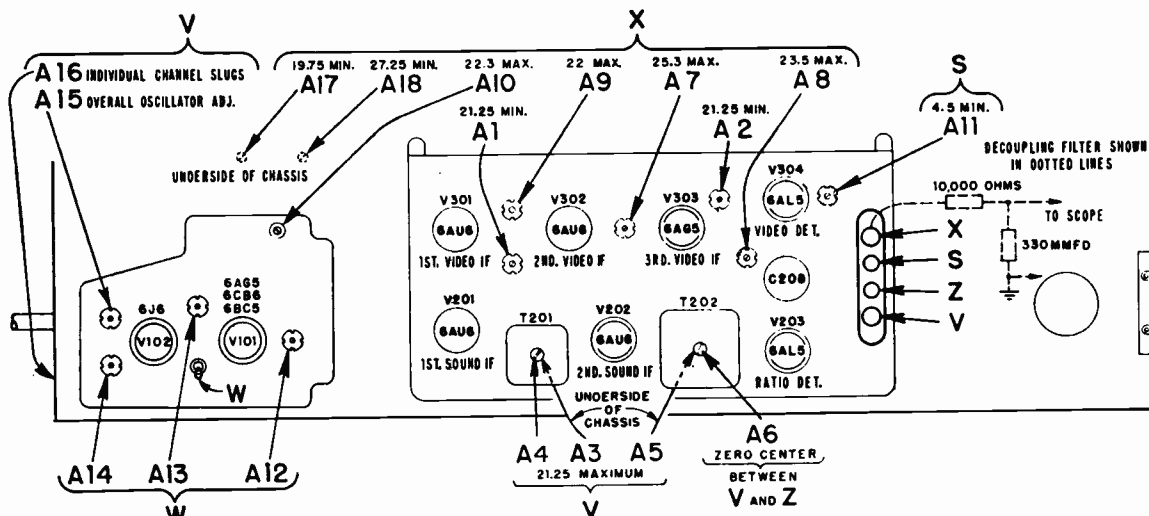 V
A16 INDIVIDUAL CHANNEL SLUGS
A15 OVERALL OSCILLATOR ADJ.
X
19.75 MIN.
A17
27.25 MIN.
A18
22.3 MAX.
A10
22 MAX.
A9
25.3 MAX.
A7
23.5 MAX.
A8
21.25 MIN.
A1
21.25 MIN.
A2
S
4.5 MIN.
A11
UNDERSIDE OF CHASSIS
DECOUPLING FILTER SHOWN
IN DOTTED LINES
10,000 OHMS
TO SCOPE
330MMFD
X
S
Z
V
V301
6AU6
1ST. VIDEO IF
V302
6AU6
2ND. VIDEO IF
V303
6AG5
3RD. VIDEO IF
V304
6AL5
VIDEO DET.
C208
V201
6AU6
1ST. SOUND IF
T201
V202
6AU6
2ND. SOUND IF
T202
V203
6AL5
RATIO DET.
6J6
V102
6AG5
6CB6
6BC5
V101
W
UNDERSIDE
OF
CHASSIS
A14
A13
A12
W
A4
A3
A5
21.25 MAXIMUM
V
A6
ZERO CENTER
BETWEEN
V AND Z